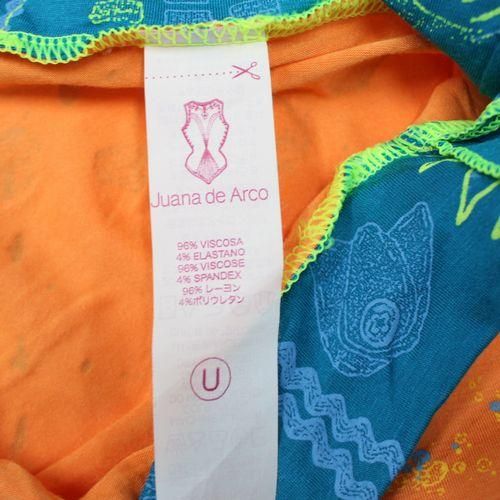 Juana de Arco
96% VISCOSA
4% ELASTANO
96% VISCOSE
4% SPANDEX
96% レーヨン
4%ポリウレタン
U